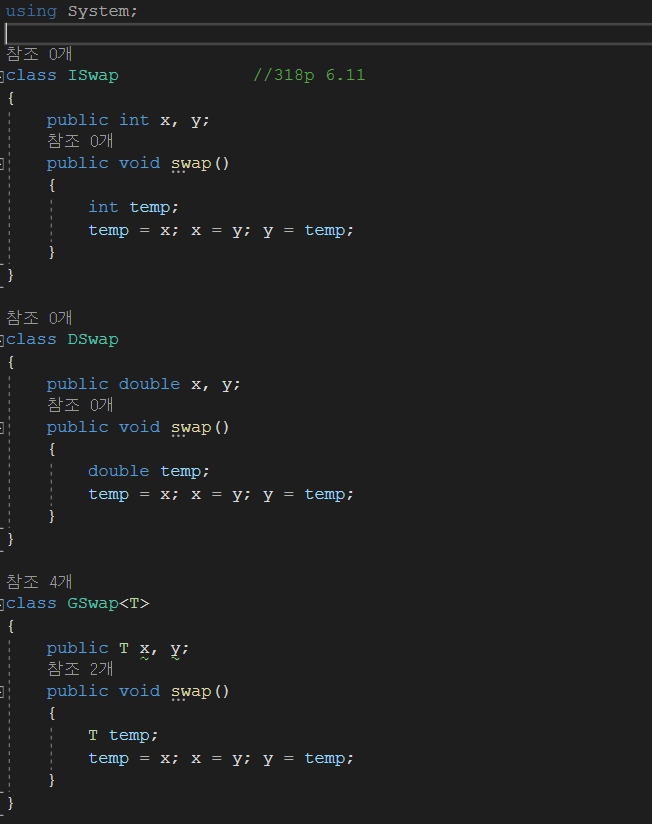 using System;
참조 0개
class ISwap //318p 6.11
{
public int x, y;
참조 0개
public void swap()
{
int temp;
temp = x; x = y; y = temp;
}
}
참조 0개
class DSwap
{
public double x, y;
참조 0개
public void swap()
{
double temp;
temp = x; x = y; y = temp;
}
}
참조 4개
class GSwap<T>
{
public T x, y;
참조 2개
public void swap()
{
T temp;
temp = x; x = y; y = temp;
}
}